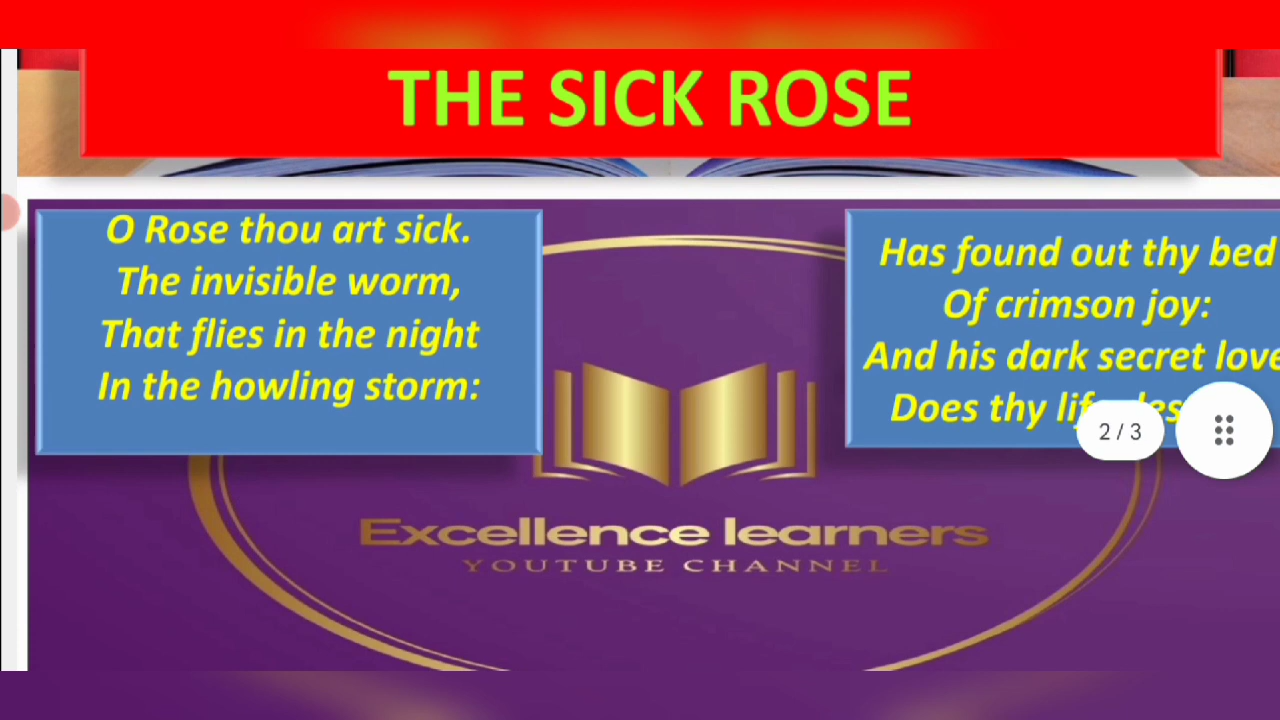 THE SICK ROSE
O Rose thou art sick.
The invisible worm,
That flies in the night
In the howling storm:
Has found out thy bed
Of crimson joy:
And his dark secret love
Does thy
2 / 3
Excellence learners
YOUTUBE CHANNEL